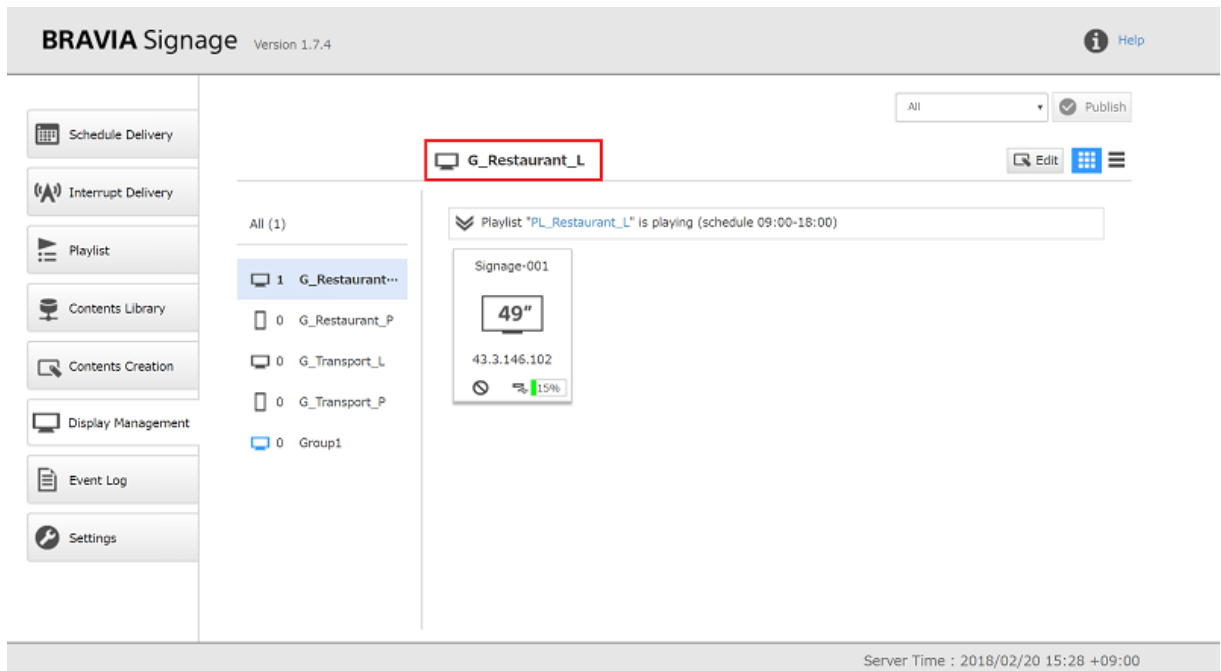 BRAVIA Signage Version 1.7.4
Help
All
Publish
Schedule Delivery
G_Restaurant_L
Edit
Interrupt Delivery
All (1)
Playlist "PL_Restaurant_L" is playing (schedule 09:00-18:00)
Playlist
1 G_Restaurant···
Signage-001
49"
43.3.146.102
15%
Contents Library
0 G_Restaurant_P
Contents Creation
0 G_Transport_L
0 G_Transport_P
Display Management
0 Group1
Event Log
Settings
Server Time : 2018/02/20 15:28 +09:00